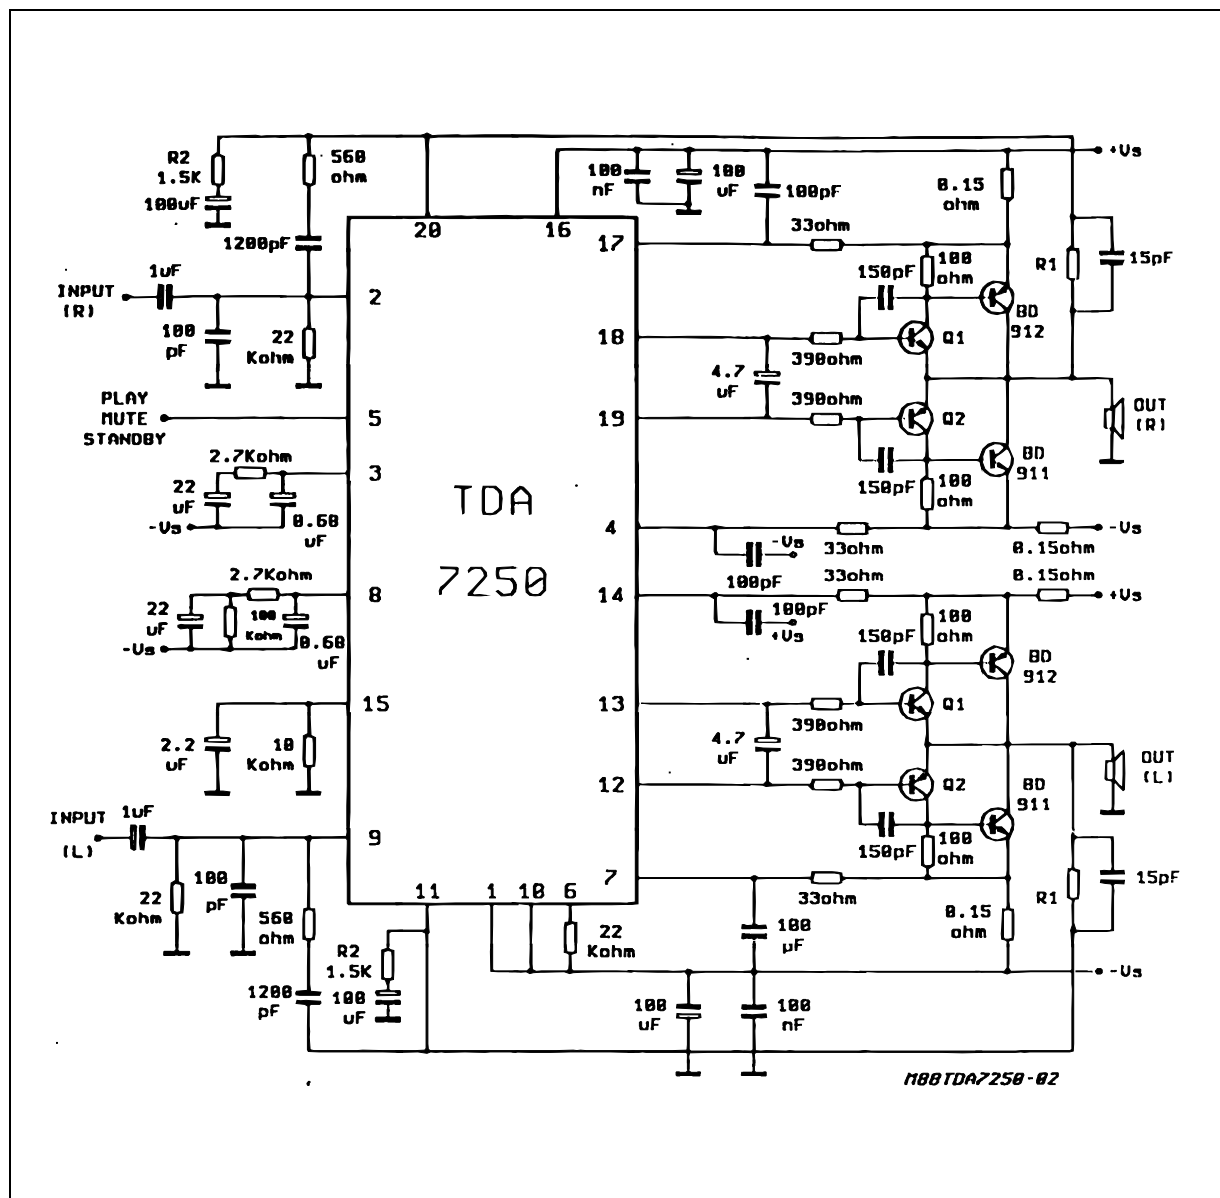 560
ohm
R2
1.5K
100uF
1200pF
1uF
INPUT
(R)
100
pF
22
Kohm
PLAY
MUTE
STANDBY
2.7Kohm
22
uF
-Vs
0.68
uF
2.7Kohm
22
uF
100
Kohm
-Vs
0.68
uF
2.2
uF
10
Kohm
INPUT
(L)
1uF
22
Kohm
100
pF
560
ohm
1200
pF
R2
1.5K
100
uF
20
16
2
5
3
8
15
9
TDA
7250
17
18
19
4
14
13
12
7
11
1
10
6
22
Kohm
100
nF
100
uF
100pF
+Vs
0.15
ohm
33ohm
150pF
100
ohm
R1
15pF
BD
912
Q1
390ohm
4.7
uF
390ohm
Q2
OUT
(R)
BD
911
150pF
100
ohm
-Vs
100pF
33ohm
0.15ohm
-Vs
33ohm
0.15ohm
+Vs
100pF
+Vs
150pF
100
ohm
BD
912
Q1
390ohm
4.7
uF
390ohm
Q2
OUT
(L)
BD
911
150pF
100
ohm
33ohm
R1
15pF
0.15
ohm
100
µF
-Vs
100
uF
100
nF
M88TDA7250-02